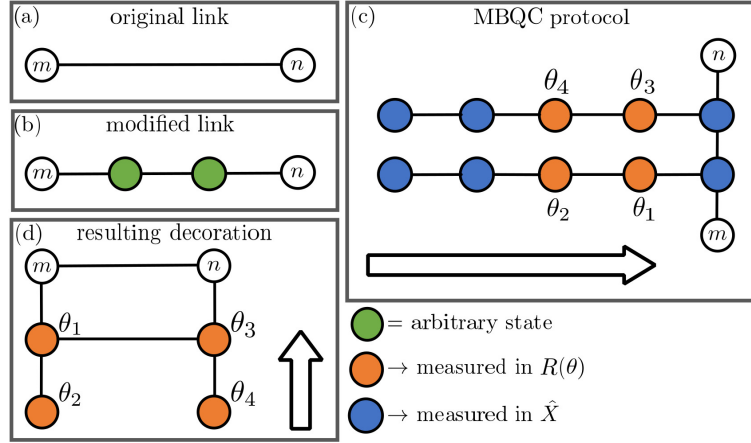 (a)
original link
m
n
(b)
modified link
m
n
(c)
MBQC protocol
n
θ₄ θ₃
θ₂ θ₁
m
(d) resulting decoration
m
n
θ₁
θ₃
θ₂
θ₄
= arbitrary state
→ measured in R(θ)
→ measured in X̂